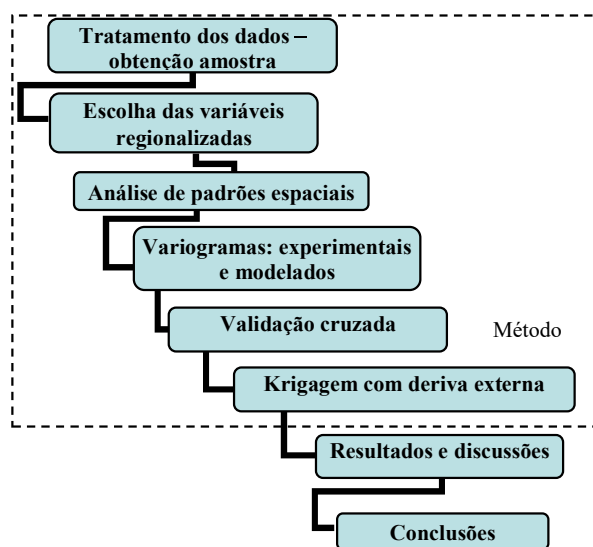 Tratamento dos dados –
obtenção amostra
Escolha das variáveis
regionalizadas
Análise de padrões espaciais
Variogramas: experimentais
e modelados
Validação cruzada
Método
Krigagem com deriva externa
Resultados e discussões
Conclusões